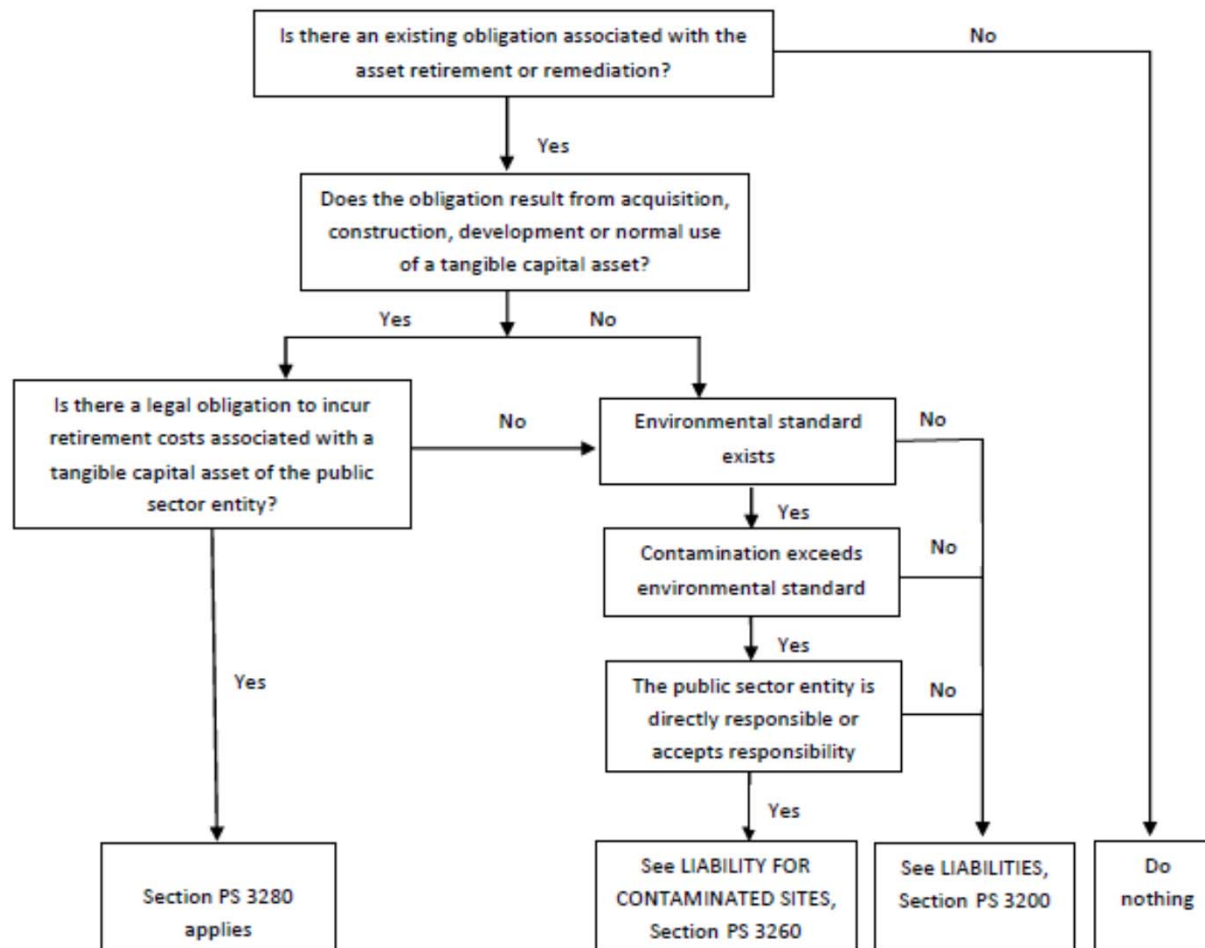 Is there an existing obligation associated with the
asset retirement or remediation?
No
Yes
Does the obligation result from acquisition,
construction, development or normal use
of a tangible capital asset?
Yes
No
Is there a legal obligation to incur
retirement costs associated with a
tangible capital asset of the public
sector entity?
No
Environmental standard
exists
No
Yes
Contamination exceeds
environmental standard
No
Yes
Yes
The public sector entity is
directly responsible or
accepts responsibility
No
Yes
Section PS 3280
applies
See LIABILITY FOR
CONTAMINATED SITES,
Section PS 3260
See LIABILITIES,
Section PS 3200
Do
nothing